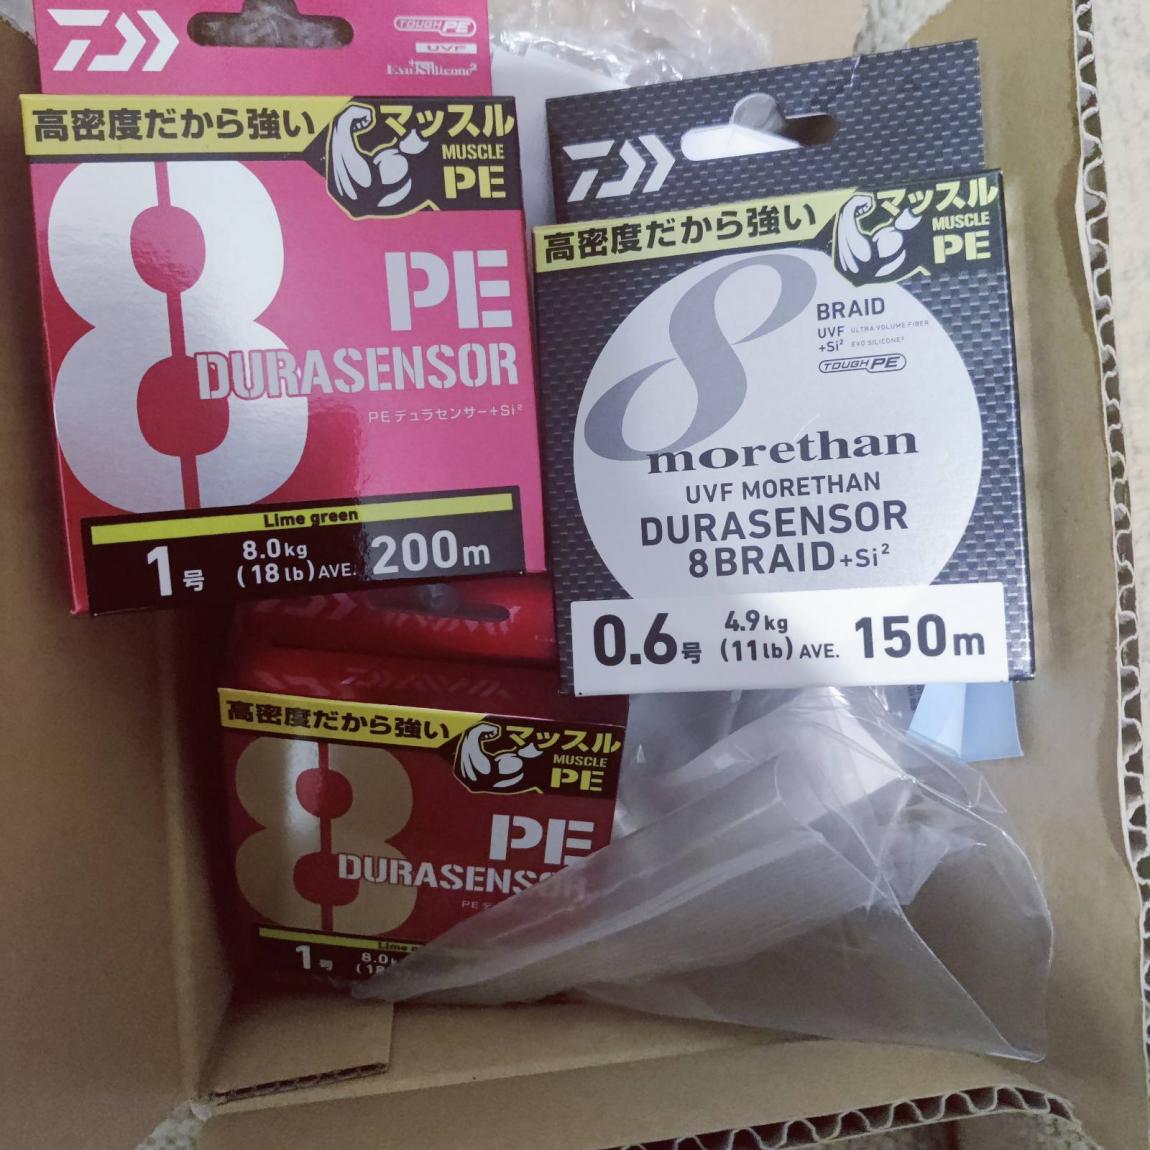 TOUGH PE
UVF
+
Evo Silicone²
高密度だから強い
マッスル
MUSCLE
PE
8
PE
DURASENSOR
PEデュラセンサー+Si²
Lime green
1号
8.0kg
(18lb)AVE.
200m
高密度だから強い
マッスル
MUSCLE
PE
8
BRAID
UVF ULTRA VOLUME FIBER
+Si² EVO SILICONE²
TOUGH PE
morethan
UVF MORETHAN
DURASENSOR
8BRAID+Si²
0.6号
4.9kg
(11lb)AVE.
150m
高密度だから強い
マッスル
MUSCLE
PE
8
PE
DURASENSOR
PE
Lime
1号
8.0
(18